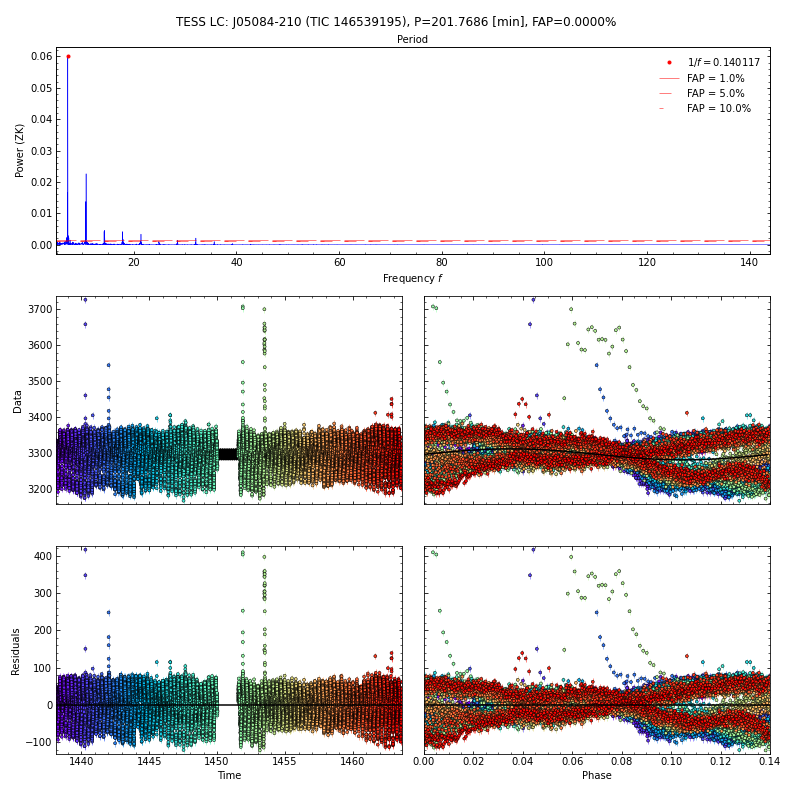 TESS LC: J05084-210 (TIC 146539195), P=201.7686 [min], FAP=0.0000%
Period
0.06
0.05
0.04
0.03
0.02
0.01
0.00
Power (ZK)
1/f = 0.140117
FAP = 1.0%
FAP = 5.0%
FAP = 10.0%
20 40 60 80 100 120 140
Frequency f
3700
3600
3500
3400
3300
3200
Data
400
300
200
100
0
−100
Residuals
1440 1445 1450 1455 1460
Time
0.00 0.02 0.04 0.06 0.08 0.10 0.12 0.14
Phase